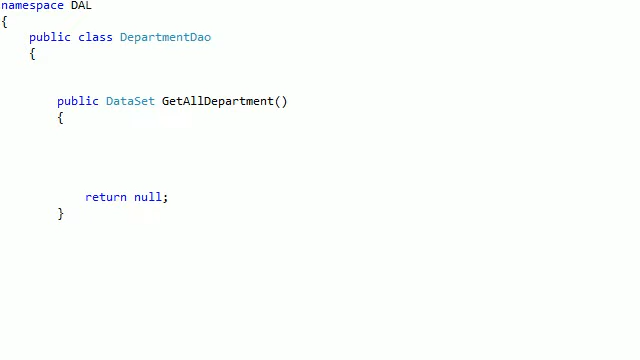 namespace DAL
{
public class DepartmentDao
{
public DataSet GetAllDepartment()
{
return null;
}